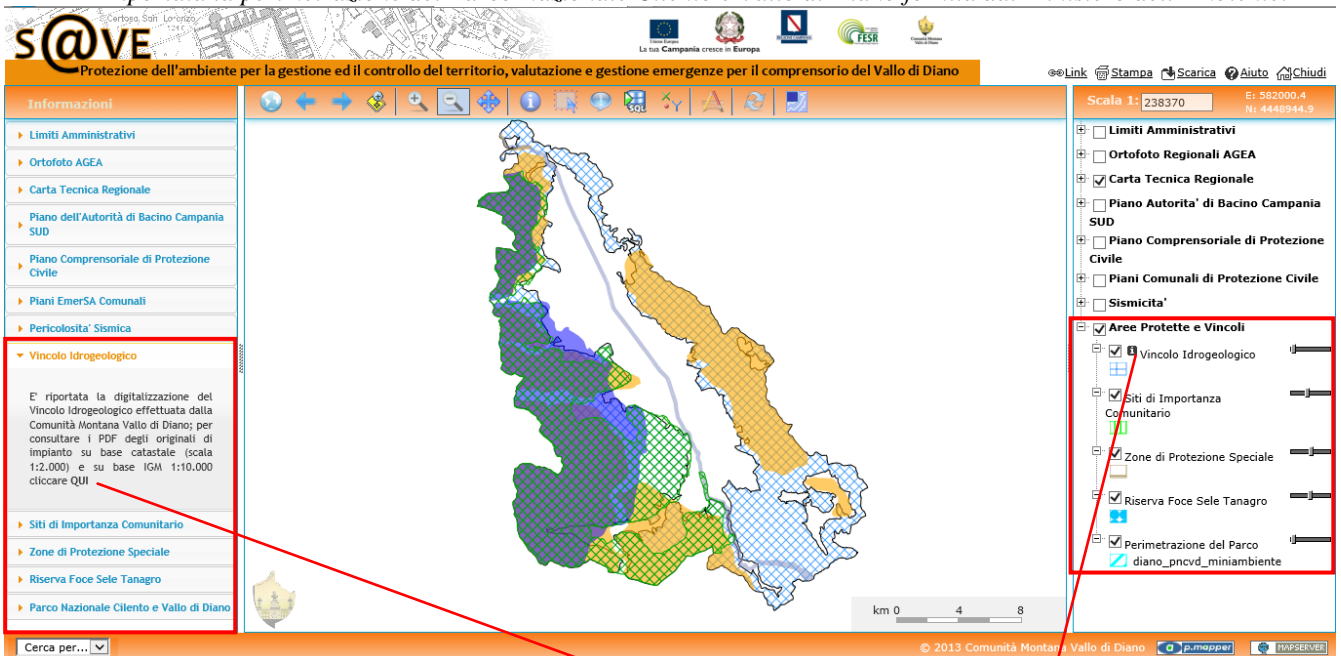 Certosa San Lorenzo
S@VE
Unione Europea
La tua Campania cresce in Europa
FESR
Protezione dell'ambiente per la gestione ed il controllo del territorio, valutazione e gestione emergenze per il comprensorio del Vallo di Diano
Link Stampa Scarica Aiuto Chiudi
Informazioni
Limiti Amministrativi
Ortofoto AGEA
Carta Tecnica Regionale
Piano dell'Autorità di Bacino Campania
SUD
Piano Comprensoriale di Protezione
Civile
Piani EmerSA Comunali
Pericolosita' Sismica
Vincolo Idrogeologico
E' riportata la digitalizzazione del
Vincolo Idrogeologico effettuata dalla
Comunità Montana Vallo di Diano; per
consultare i PDF degli originali di
impianto su base catastale (scala
1:2.000) e su base IGM 1:10.000
cliccare QUI
Siti di Importanza Comunitario
Zone di Protezione Speciale
Riserva Foce Sele Tanagro
Parco Nazionale Cilento e Vallo di Diano
SQL
km 0 4 8
Scala 1: 238370
E: 582000.4
N: 4448944.9
Limiti Amministrativi
Ortofoto Regionali AGEA
Carta Tecnica Regionale
Piano Autorita' di Bacino Campania
SUD
Piano Comprensoriale di Protezione
Civile
Piani Comunali di Protezione Civile
Sismicita'
Aree Protette e Vincoli
Vincolo Idrogeologico
Siti di Importanza
Comunitario
Zone di Protezione Speciale
Riserva Foce Sele Tanagro
Perimetrazione del Parco
diano_pncvd_miniambiente
Cerca per...
© 2013 Comunità Montana Vallo di Diano
p.mapper
MAPSERVER